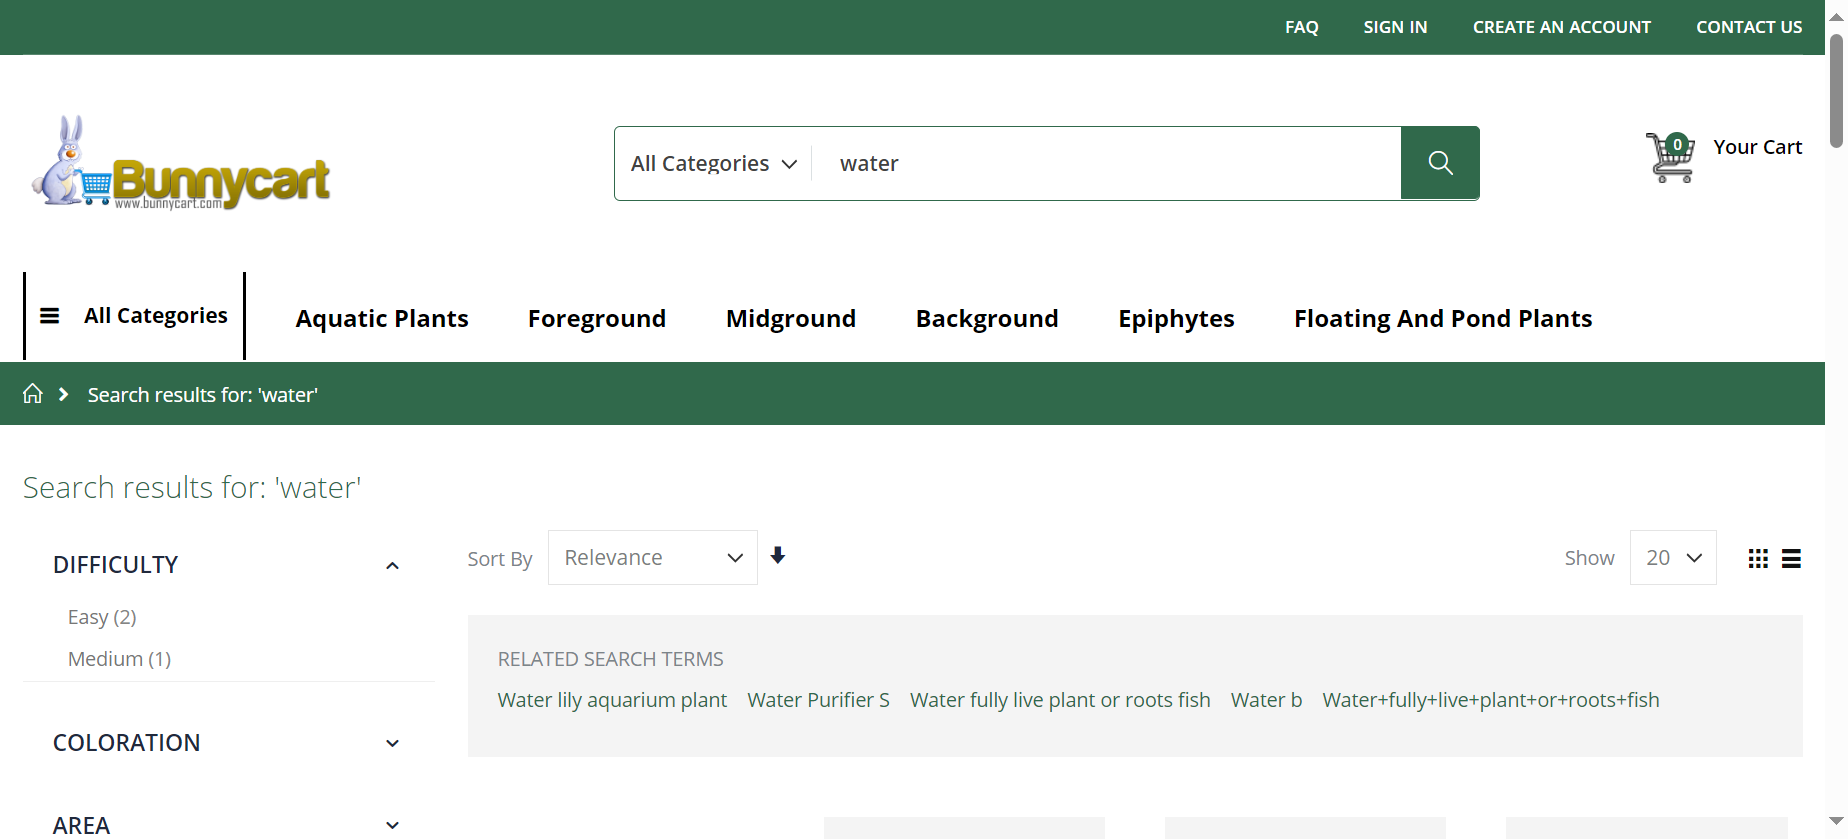 FAQ SIGN IN CREATE AN ACCOUNT CONTACT US
Bunnycart
www.bunnycart.com
All Categories water
0 Your Cart
All Categories Aquatic Plants Foreground Midground Background Epiphytes Floating And Pond Plants
Search results for: 'water'
Search results for: 'water'
DIFFICULTY
Easy (2)
Medium (1)
COLORATION
AREA
Sort By Relevance Show 20
RELATED SEARCH TERMS
Water lily aquarium plant Water Purifier S Water fully live plant or roots fish Water b Water+fully+live+plant+or+roots+fish